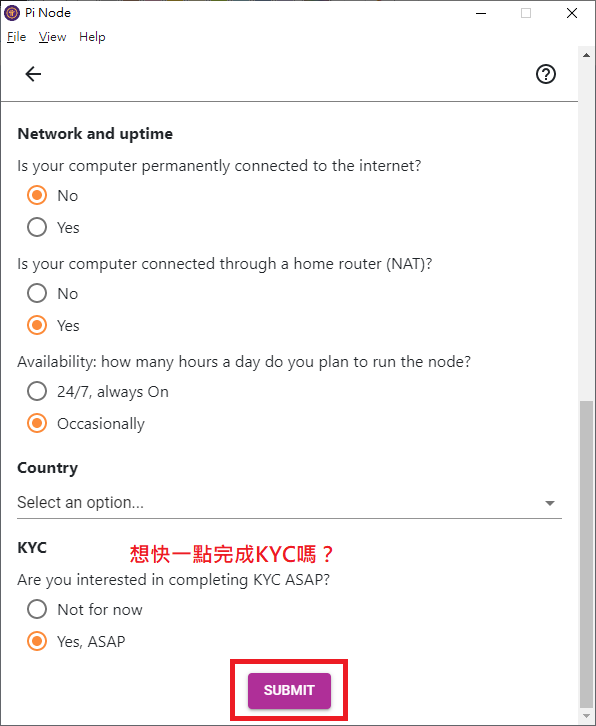 Pi Node
File View Help
Network and uptime
Is your computer permanently connected to the internet?
No
Yes
Is your computer connected through a home router (NAT)?
No
Yes
Availability: how many hours a day do you plan to run the node?
24/7, always On
Occasionally
Country
Select an option...
KYC
想快一點完成KYC嗎？
Are you interested in completing KYC ASAP?
Not for now
Yes, ASAP
SUBMIT